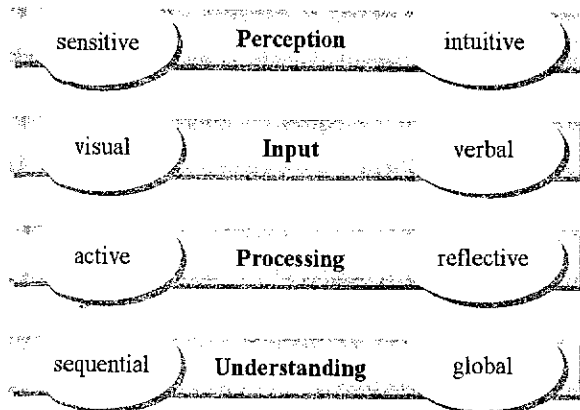 sensitive Perception intuitive
visual Input verbal
active Processing reflective
sequential Understanding global